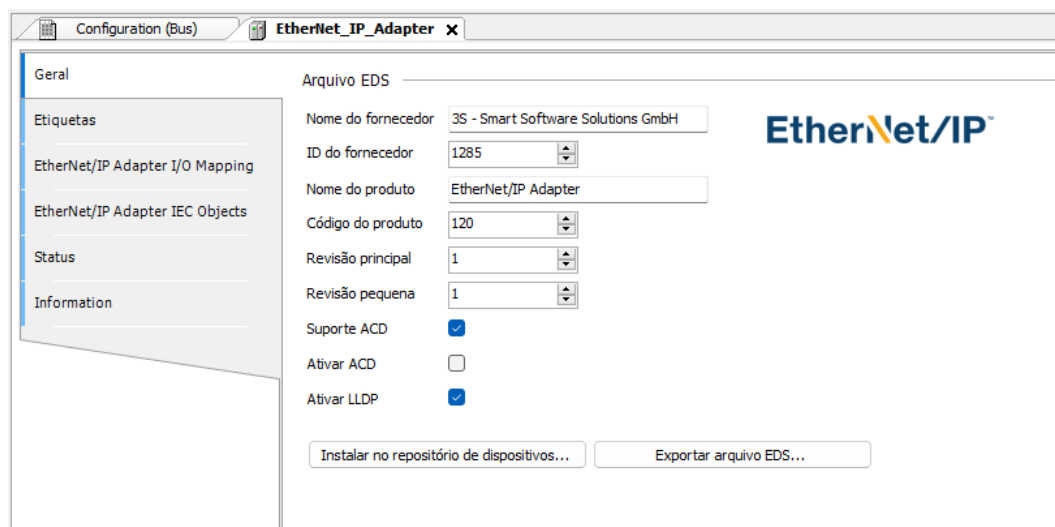 Configuration (Bus)
EtherNet_IP_Adapter
Geral
Etiquetas
EtherNet/IP Adapter I/O Mapping
EtherNet/IP Adapter IEC Objects
Status
Information
Arquivo EDS
Nome do fornecedor 3S - Smart Software Solutions GmbH
ID do fornecedor 1285
Nome do produto EtherNet/IP Adapter
Código do produto 120
Revisão principal 1
Revisão pequena 1
Suporte ACD
Ativar ACD
Ativar LLDP
Instalar no repositório de dispositivos... Exportar arquivo EDS...
EtherNet/IP™